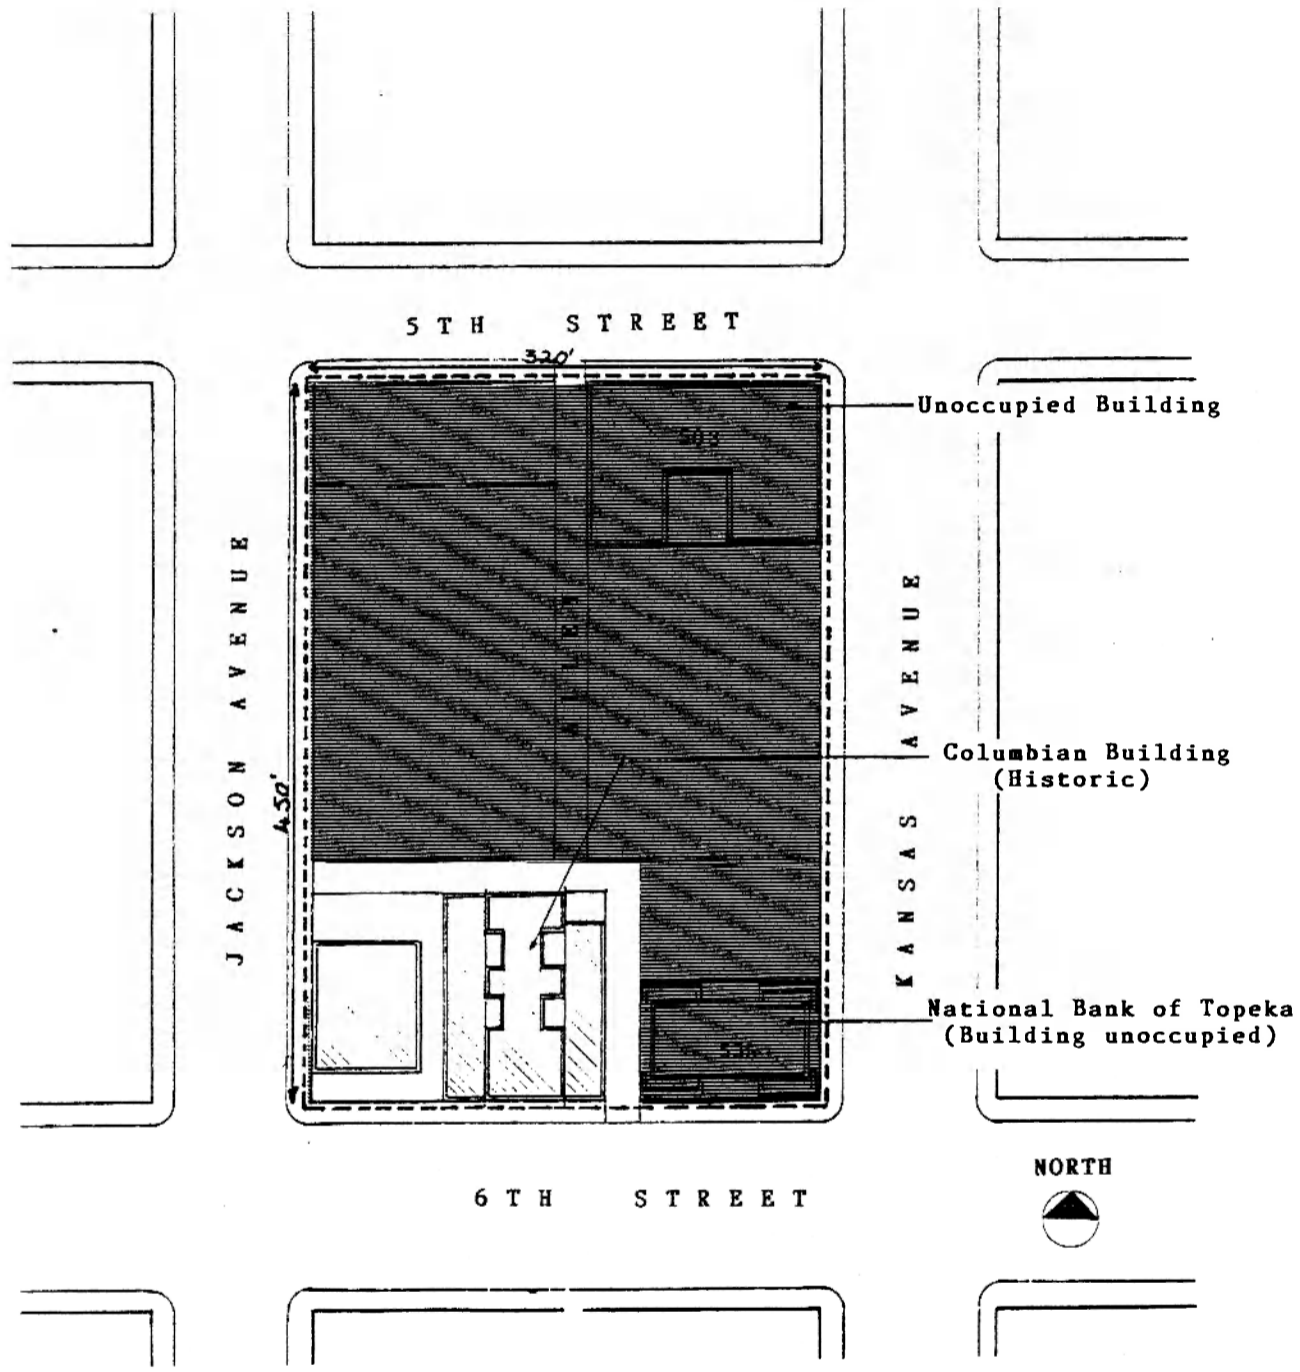 5TH STREET
320'
Unoccupied Building
503
ALLEY
JACKSON AVENUE
KANSAS AVENUE
450'
Columbian Building
(Historic)
National Bank of Topeka
(Building unoccupied)
NORTH
6TH STREET